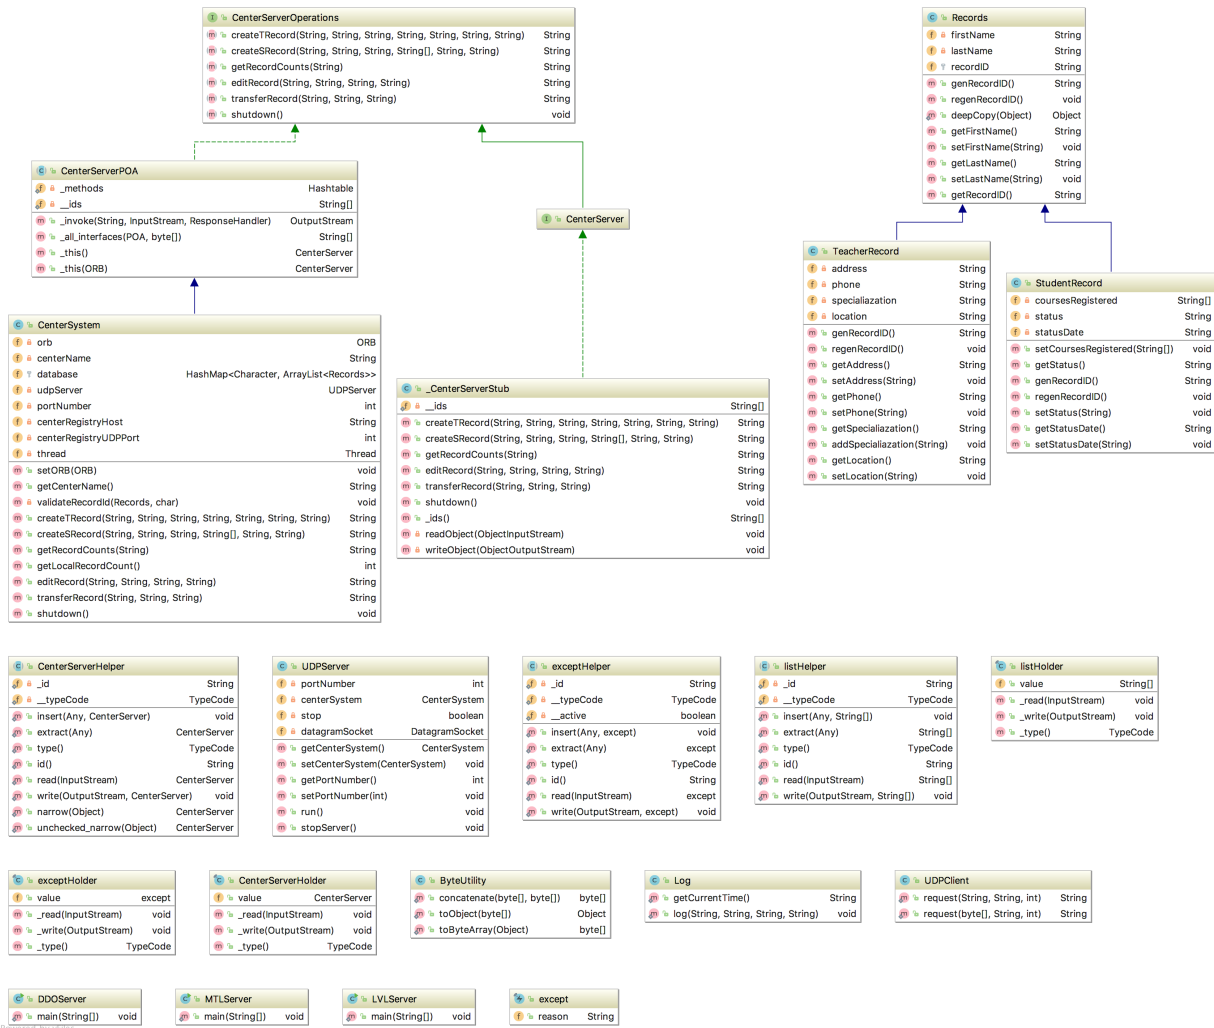 CenterServerOperations
createTRecord(String, String, String, String, String, String, String) String
createSRecord(String, String, String, String[], String, String) String
getRecordCounts(String) String
editRecord(String, String, String, String) String
transferRecord(String, String, String) String
shutdown() void
Records
firstName String
lastName String
recordID String
genRecordID() String
regenRecordID() void
deepCopy(Object) Object
getFirstName() String
setFirstName(String) void
getLastName() String
setLastName(String) void
getRecordID() String
CenterServerPOA
_methods Hashtable
__ids String[]
_invoke(String, InputStream, ResponseHandler) OutputStream
_all_interfaces(POA, byte[]) String[]
_this() CenterServer
_this(ORB) CenterServer
CenterServer
TeacherRecord
address String
phone String
specialiazation String
location String
genRecordID() String
regenRecordID() void
getAddress() String
setAddress(String) void
getPhone() String
setPhone(String) void
getSpecialiazation() String
addSpecialiazation(String) void
getLocation() String
setLocation(String) void
StudentRecord
coursesRegistered String[]
status String
statusDate String
setCoursesRegistered(String[]) void
getStatus() String
genRecordID() String
regenRecordID() void
setStatus(String) void
getStatusDate() String
setStatusDate(String) void
CenterSystem
orb ORB
centerName String
database HashMap<Character, ArrayList<Records>>
udpServer UDPServer
portNumber int
centerRegistryHost String
centerRegistryUDPPort int
thread Thread
setORB(ORB) void
getCenterName() String
validateRecordId(Records, char) void
createTRecord(String, String, String, String, String, String, String) String
createSRecord(String, String, String, String[], String, String) String
getRecordCounts(String) String
getLocalRecordCount() int
editRecord(String, String, String, String) String
transferRecord(String, String, String) String
shutdown() void
_CenterServerStub
__ids String[]
createTRecord(String, String, String, String, String, String, String) String
createSRecord(String, String, String, String[], String, String) String
getRecordCounts(String) String
editRecord(String, String, String, String) String
transferRecord(String, String, String) String
shutdown() void
_ids() String[]
readObject(ObjectInputStream) void
writeObject(ObjectOutputStream) void
CenterServerHelper
_id String
__typeCode TypeCode
insert(Any, CenterServer) void
extract(Any) CenterServer
type() TypeCode
id() String
read(InputStream) CenterServer
write(OutputStream, CenterServer) void
narrow(Object) CenterServer
unchecked_narrow(Object) CenterServer
UDPServer
portNumber int
centerSystem CenterSystem
stop boolean
datagramSocket DatagramSocket
getCenterSystem() CenterSystem
setCenterSystem(CenterSystem) void
getPortNumber() int
setPortNumber(int) void
run() void
stopServer() void
exceptHelper
_id String
__typeCode TypeCode
__active boolean
insert(Any, except) void
extract(Any) except
type() TypeCode
id() String
read(InputStream) except
write(OutputStream, except) void
listHelper
_id String
__typeCode TypeCode
insert(Any, String[]) void
extract(Any) String[]
type() TypeCode
id() String
read(InputStream) String[]
write(OutputStream, String[]) void
listHolder
value String[]
_read(InputStream) void
_write(OutputStream) void
_type() TypeCode
exceptHolder
value except
_read(InputStream) void
_write(OutputStream) void
_type() TypeCode
CenterServerHolder
value CenterServer
_read(InputStream) void
_write(OutputStream) void
_type() TypeCode
ByteUtility
concatenate(byte[], byte[]) byte[]
toObject(byte[]) Object
toByteArray(Object) byte[]
Log
getCurrentTime() String
log(String, String, String, String) void
UDPClient
request(String, String, int) String
request(byte[], String, int) String
DDOServer
main(String[]) void
MTLServer
main(String[]) void
LVLServer
main(String[]) void
except
reason String